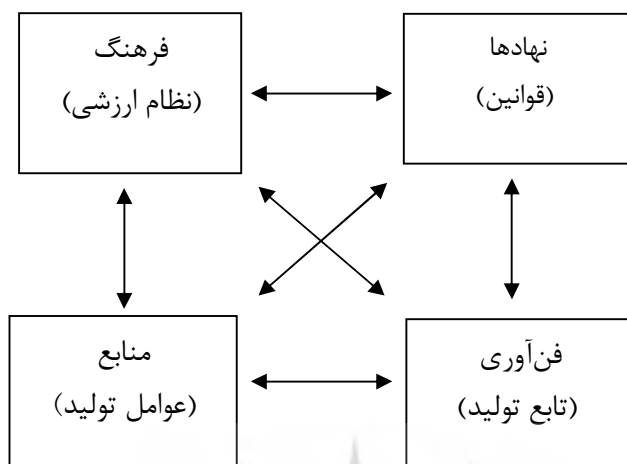 نهادها
(قوانین)
فرهنگ
(نظام ارزشی)
فن‌آوری
(تابع تولید)
منابع
(عوامل تولید)